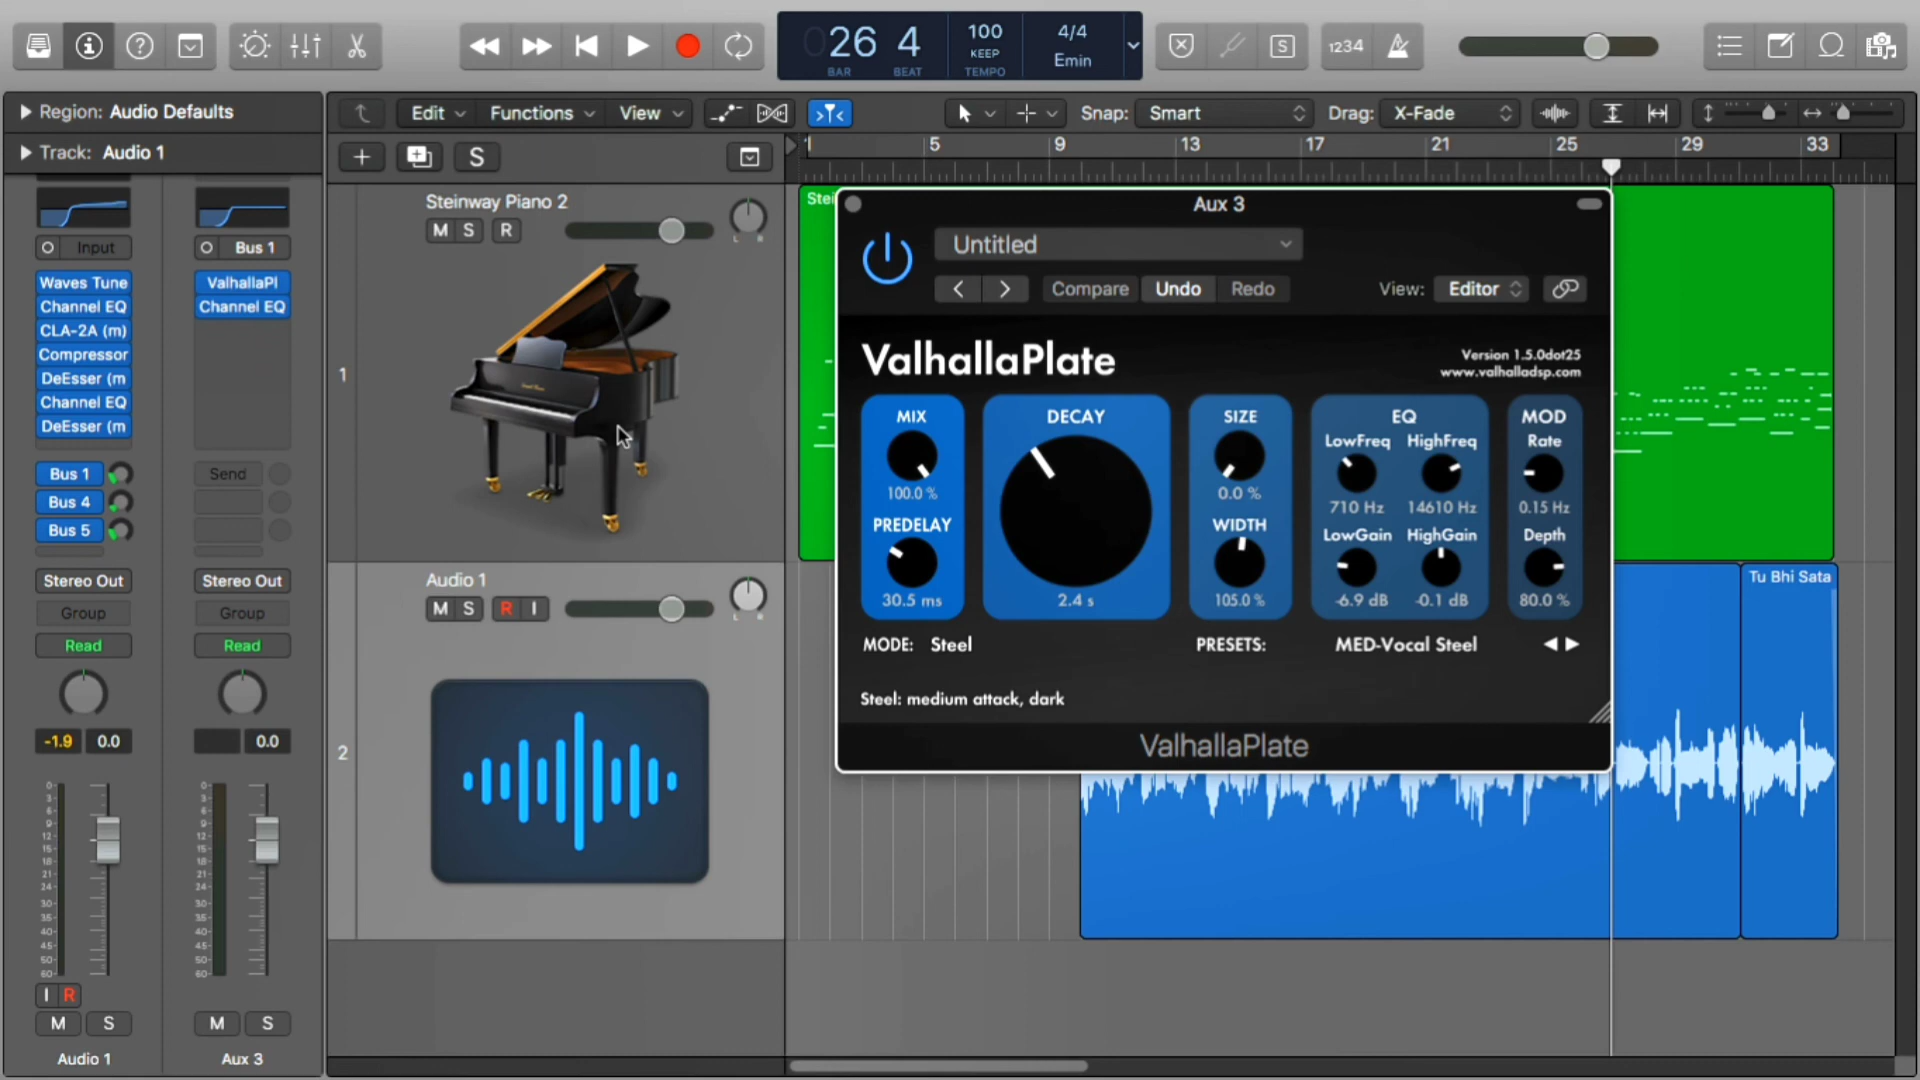 26 4
BAR BEAT
100
KEEP
TEMPO
4/4
Emin
S
1234
Region: Audio Defaults
Track: Audio 1
Edit Functions View
Snap: Smart
Drag: X-Fade
S
1 5 9 13 17 21 25 29 33
Input
Waves Tune
Channel EQ
CLA-2A (m)
Compressor
DeEsser (m
Channel EQ
DeEsser (m
Bus 1
Bus 4
Bus 5
Stereo Out
Group
Read
-1.9 0.0
I R
M S
Audio 1
Bus 1
ValhallaPl
Channel EQ
Send
Stereo Out
Group
Read
0.0
M S
Aux 3
1
Steinway Piano 2
M S R
L R
2
Audio 1
M S R I
L R
Stei
Tu Bhi Sata
Aux 3
Untitled
Compare Undo Redo
View: Editor
ValhallaPlate
Version 1.5.0dot25
www.valhalladsp.com
MIX
100.0 %
PREDELAY
30.5 ms
DECAY
2.4 s
SIZE
0.0 %
WIDTH
105.0 %
EQ
LowFreq HighFreq
710 Hz 14610 Hz
LowGain HighGain
-6.9 dB -0.1 dB
MOD
Rate
0.15 Hz
Depth
80.0 %
MODE: Steel
PRESETS: MED-Vocal Steel
Steel: medium attack, dark
ValhallaPlate